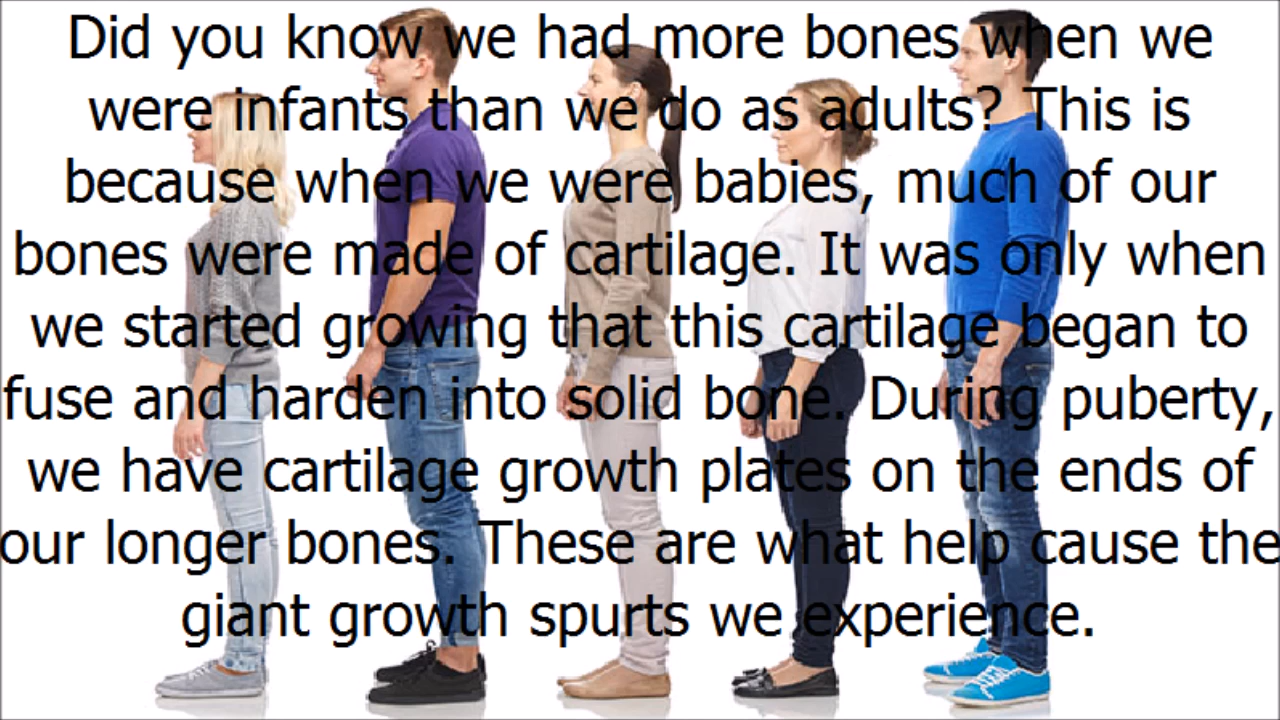 Did you know we had more bones when we
were infants than we do as adults? This is
because when we were babies, much of our
bones were made of cartilage. It was only when
we started growing that this cartilage began to
fuse and harden into solid bone. During puberty,
we have cartilage growth plates on the ends of
our longer bones. These are what help cause the
giant growth spurts we experience.